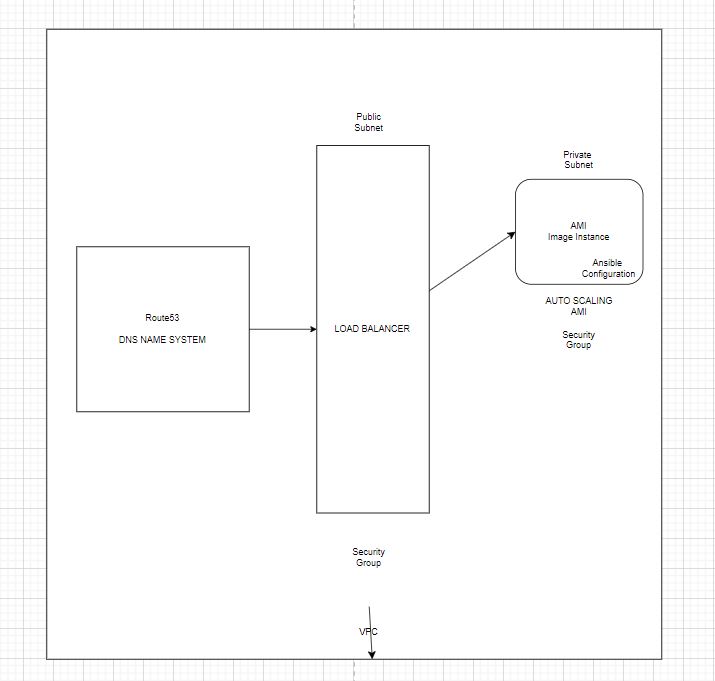 Public
Subnet
Private
Subnet
AMI
Image Instance
Ansible
Configuration
AUTO SCALING
AMI
Security
Group
Route53
DNS NAME SYSTEM
LOAD BALANCER
Security
Group
VPC